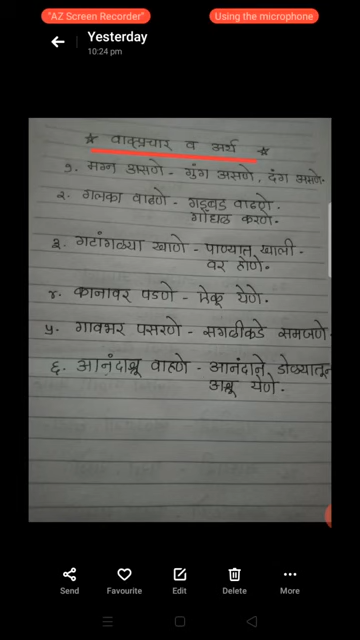 "AZ Screen Recorder"
Using the microphone
Yesterday
10:24 pm
★ वाक्प्रचार व अर्थ ★
१. मग्न असणे - गुंग असणे, दंग असणे.
२. गलका वाढणे - गडबड वाढणे.
गोंधळ करणे.
३. गटांगळ्या खाणे - पाण्यात खाली -
वर होणे.
४. कानावर पडणे - ऐकू येणे.
५. गावभर पसरणे - सगळीकडे समजणे.
६. आनंदाश्रू वाहणे - आनंदाने डोळ्यातून
अश्रू येणे.
Send
Favourite
Edit
Delete
More